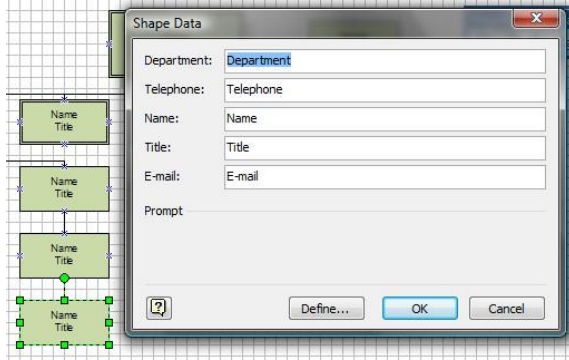 Shape Data
Department: Department
Telephone: Telephone
Name: Name
Title: Title
E-mail: E-mail
Prompt
Define...
OK
Cancel
Name
Title
Name
Title
Name
Title
Name
Title